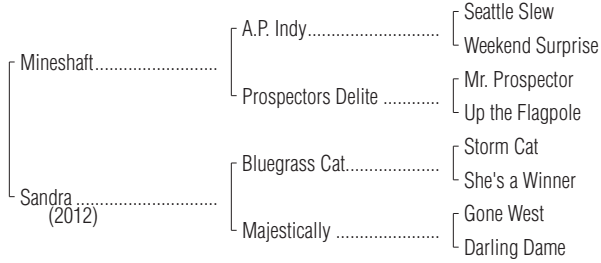 Seattle Slew
A.P. Indy............................
Weekend Surprise
Mineshaft..........................
Mr. Prospector
Prospectors Delite ............
Up the Flagpole
Storm Cat
Bluegrass Cat....................
She's a Winner
Sandra ..............................
(2012)
Gone West
Majestically ......................
Darling Dame